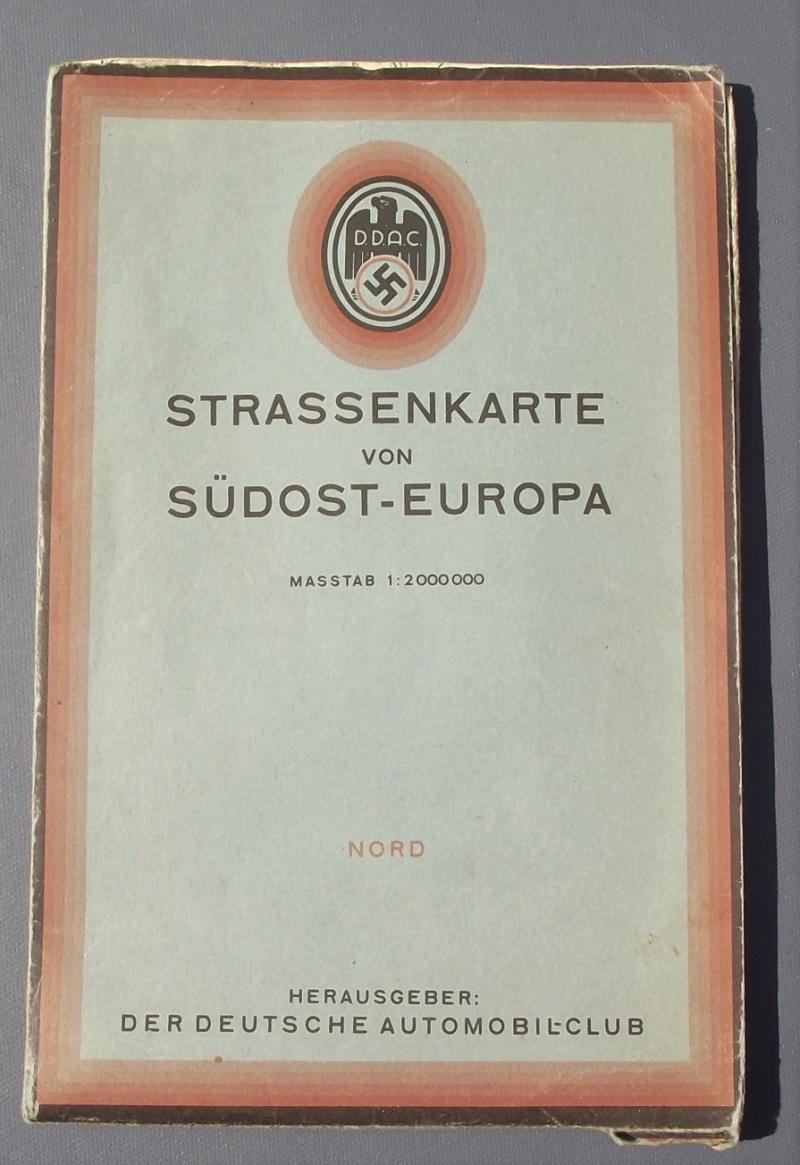 D.D.A.C.
STRASSENKARTE
VON
SÜDOST-EUROPA
MASSTAB 1:2000000
NORD
HERAUSGEBER:
DER DEUTSCHE AUTOMOBIL-CLUB